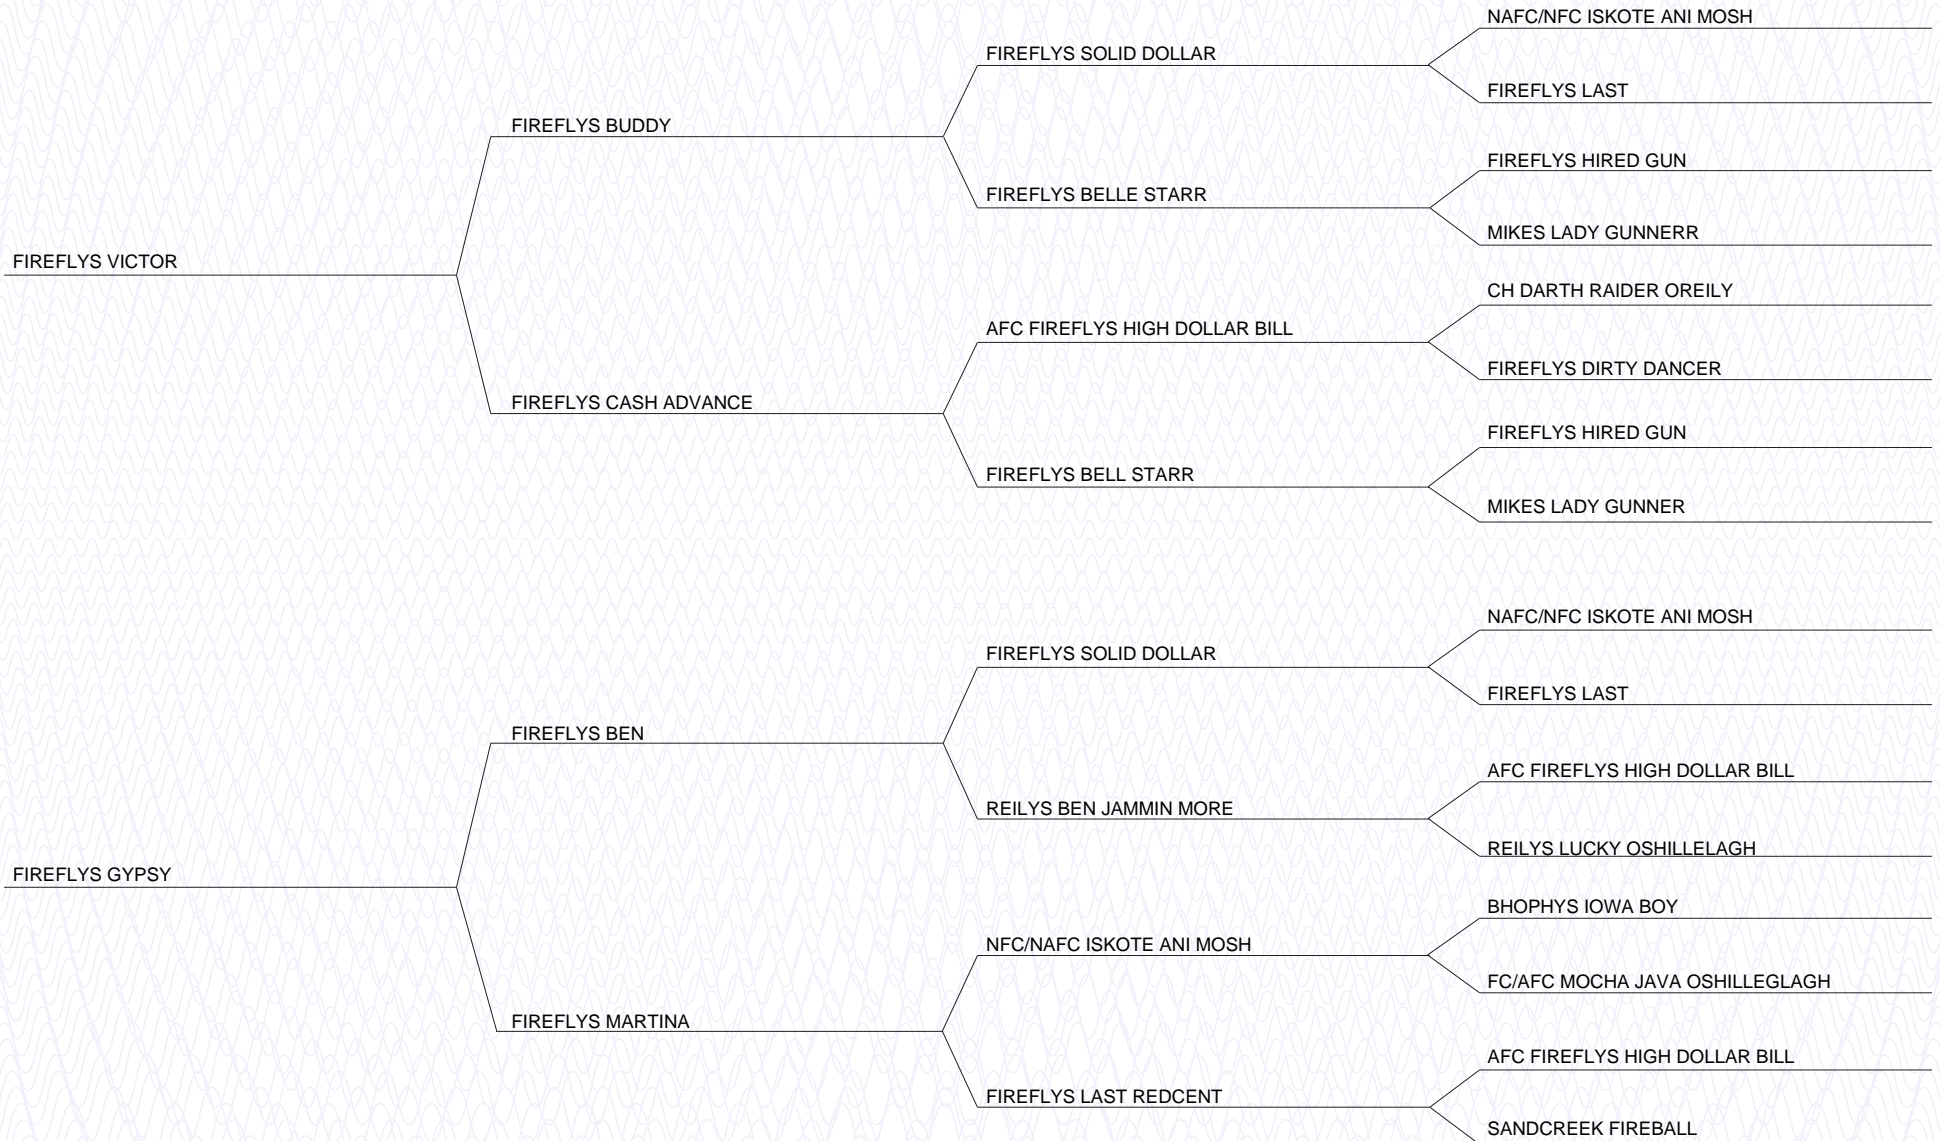 NAFC/NFC ISKOTE ANI MOSH
FIREFLYS SOLID DOLLAR
FIREFLYS LAST
FIREFLYS BUDDY
FIREFLYS HIRED GUN
FIREFLYS BELLE STARR
MIKES LADY GUNNERR
FIREFLYS VICTOR
CH DARTH RAIDER OREILY
AFC FIREFLYS HIGH DOLLAR BILL
FIREFLYS DIRTY DANCER
FIREFLYS CASH ADVANCE
FIREFLYS HIRED GUN
FIREFLYS BELL STARR
MIKES LADY GUNNER
NAFC/NFC ISKOTE ANI MOSH
FIREFLYS SOLID DOLLAR
FIREFLYS LAST
FIREFLYS BEN
AFC FIREFLYS HIGH DOLLAR BILL
REILYS BEN JAMMIN MORE
REILYS LUCKY OSHILLELAGH
FIREFLYS GYPSY
BHOPHYS IOWA BOY
NFC/NAFC ISKOTE ANI MOSH
FC/AFC MOCHA JAVA OSHILLEGLAGH
FIREFLYS MARTINA
AFC FIREFLYS HIGH DOLLAR BILL
FIREFLYS LAST REDCENT
SANDCREEK FIREBALL